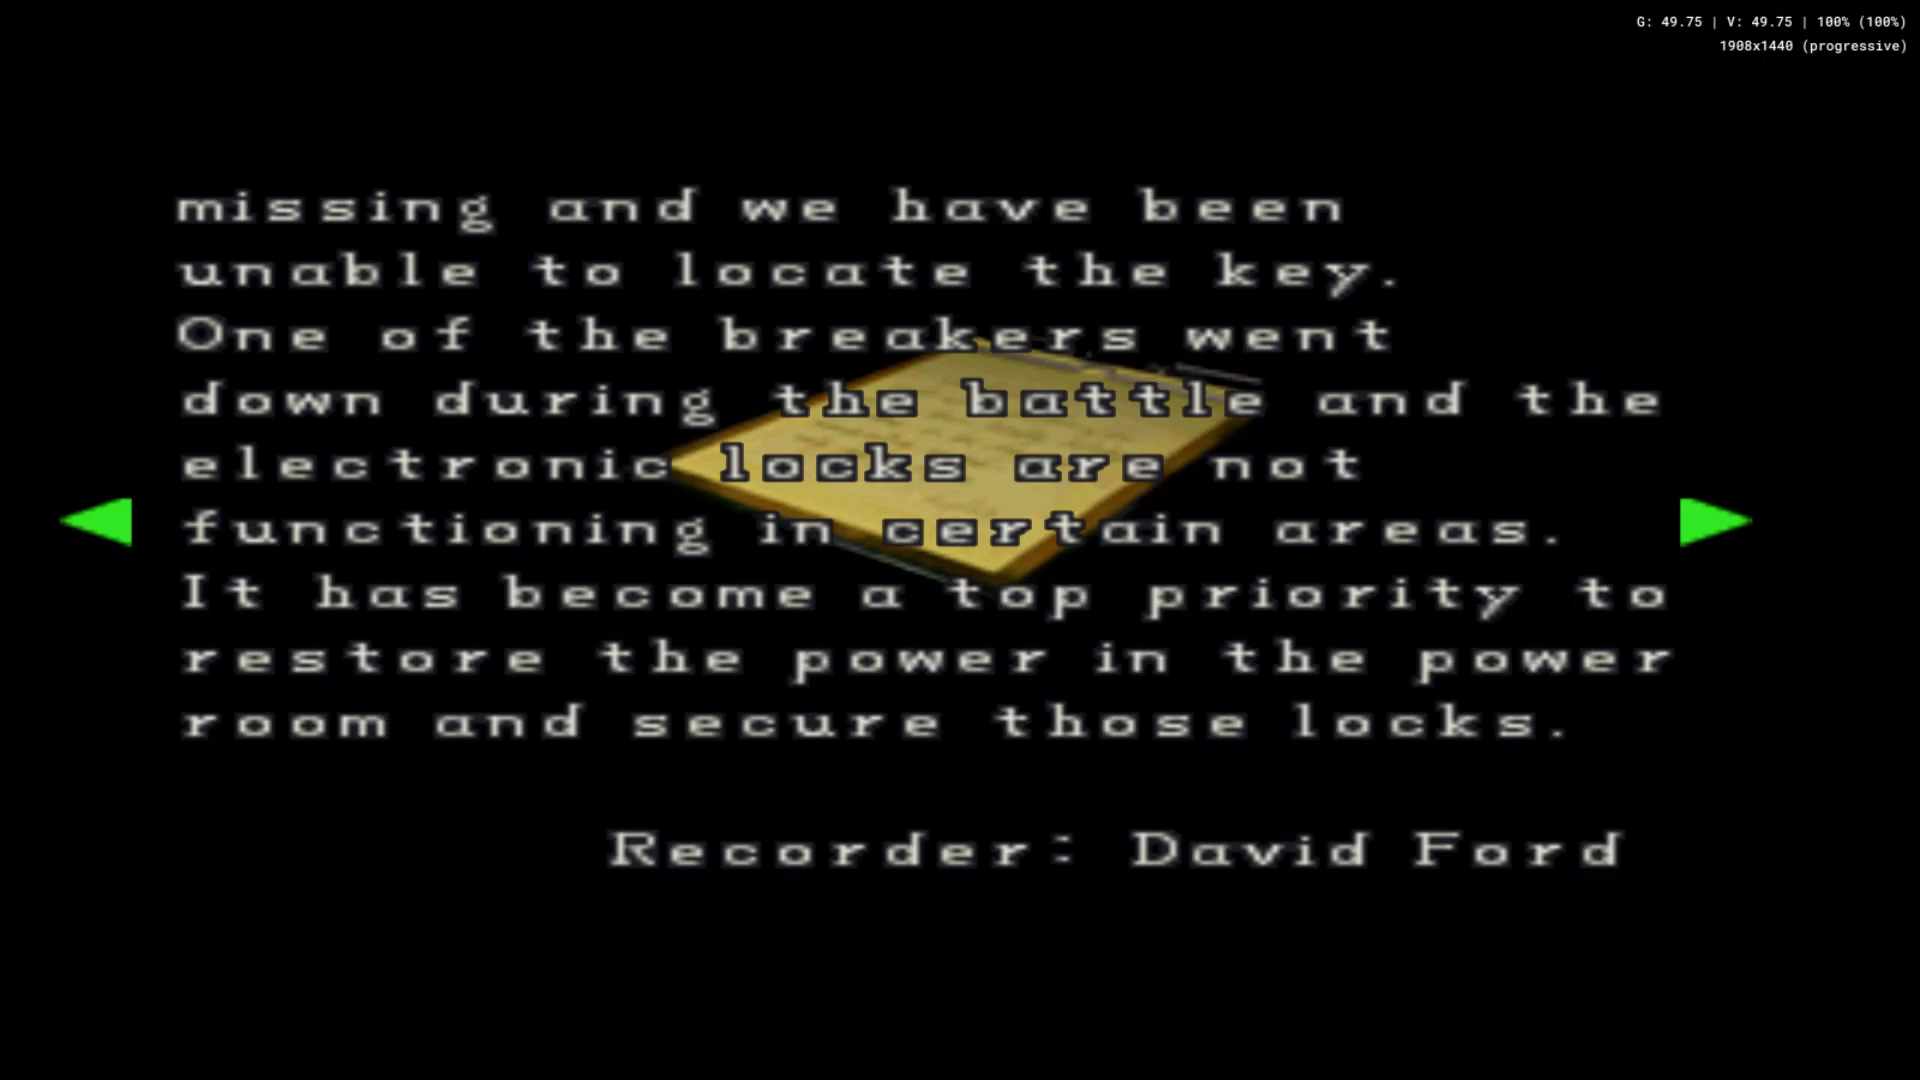 G: 49.75 | V: 49.75 | 100% (100%)
1908x1440 (progressive)
missing and we have been
unable to locate the key.
One of the breakers went
down during the battle and the
electronic locks are not
functioning in certain areas.
It has become a top priority to
restore the power in the power
room and secure those locks.
Recorder: David Ford